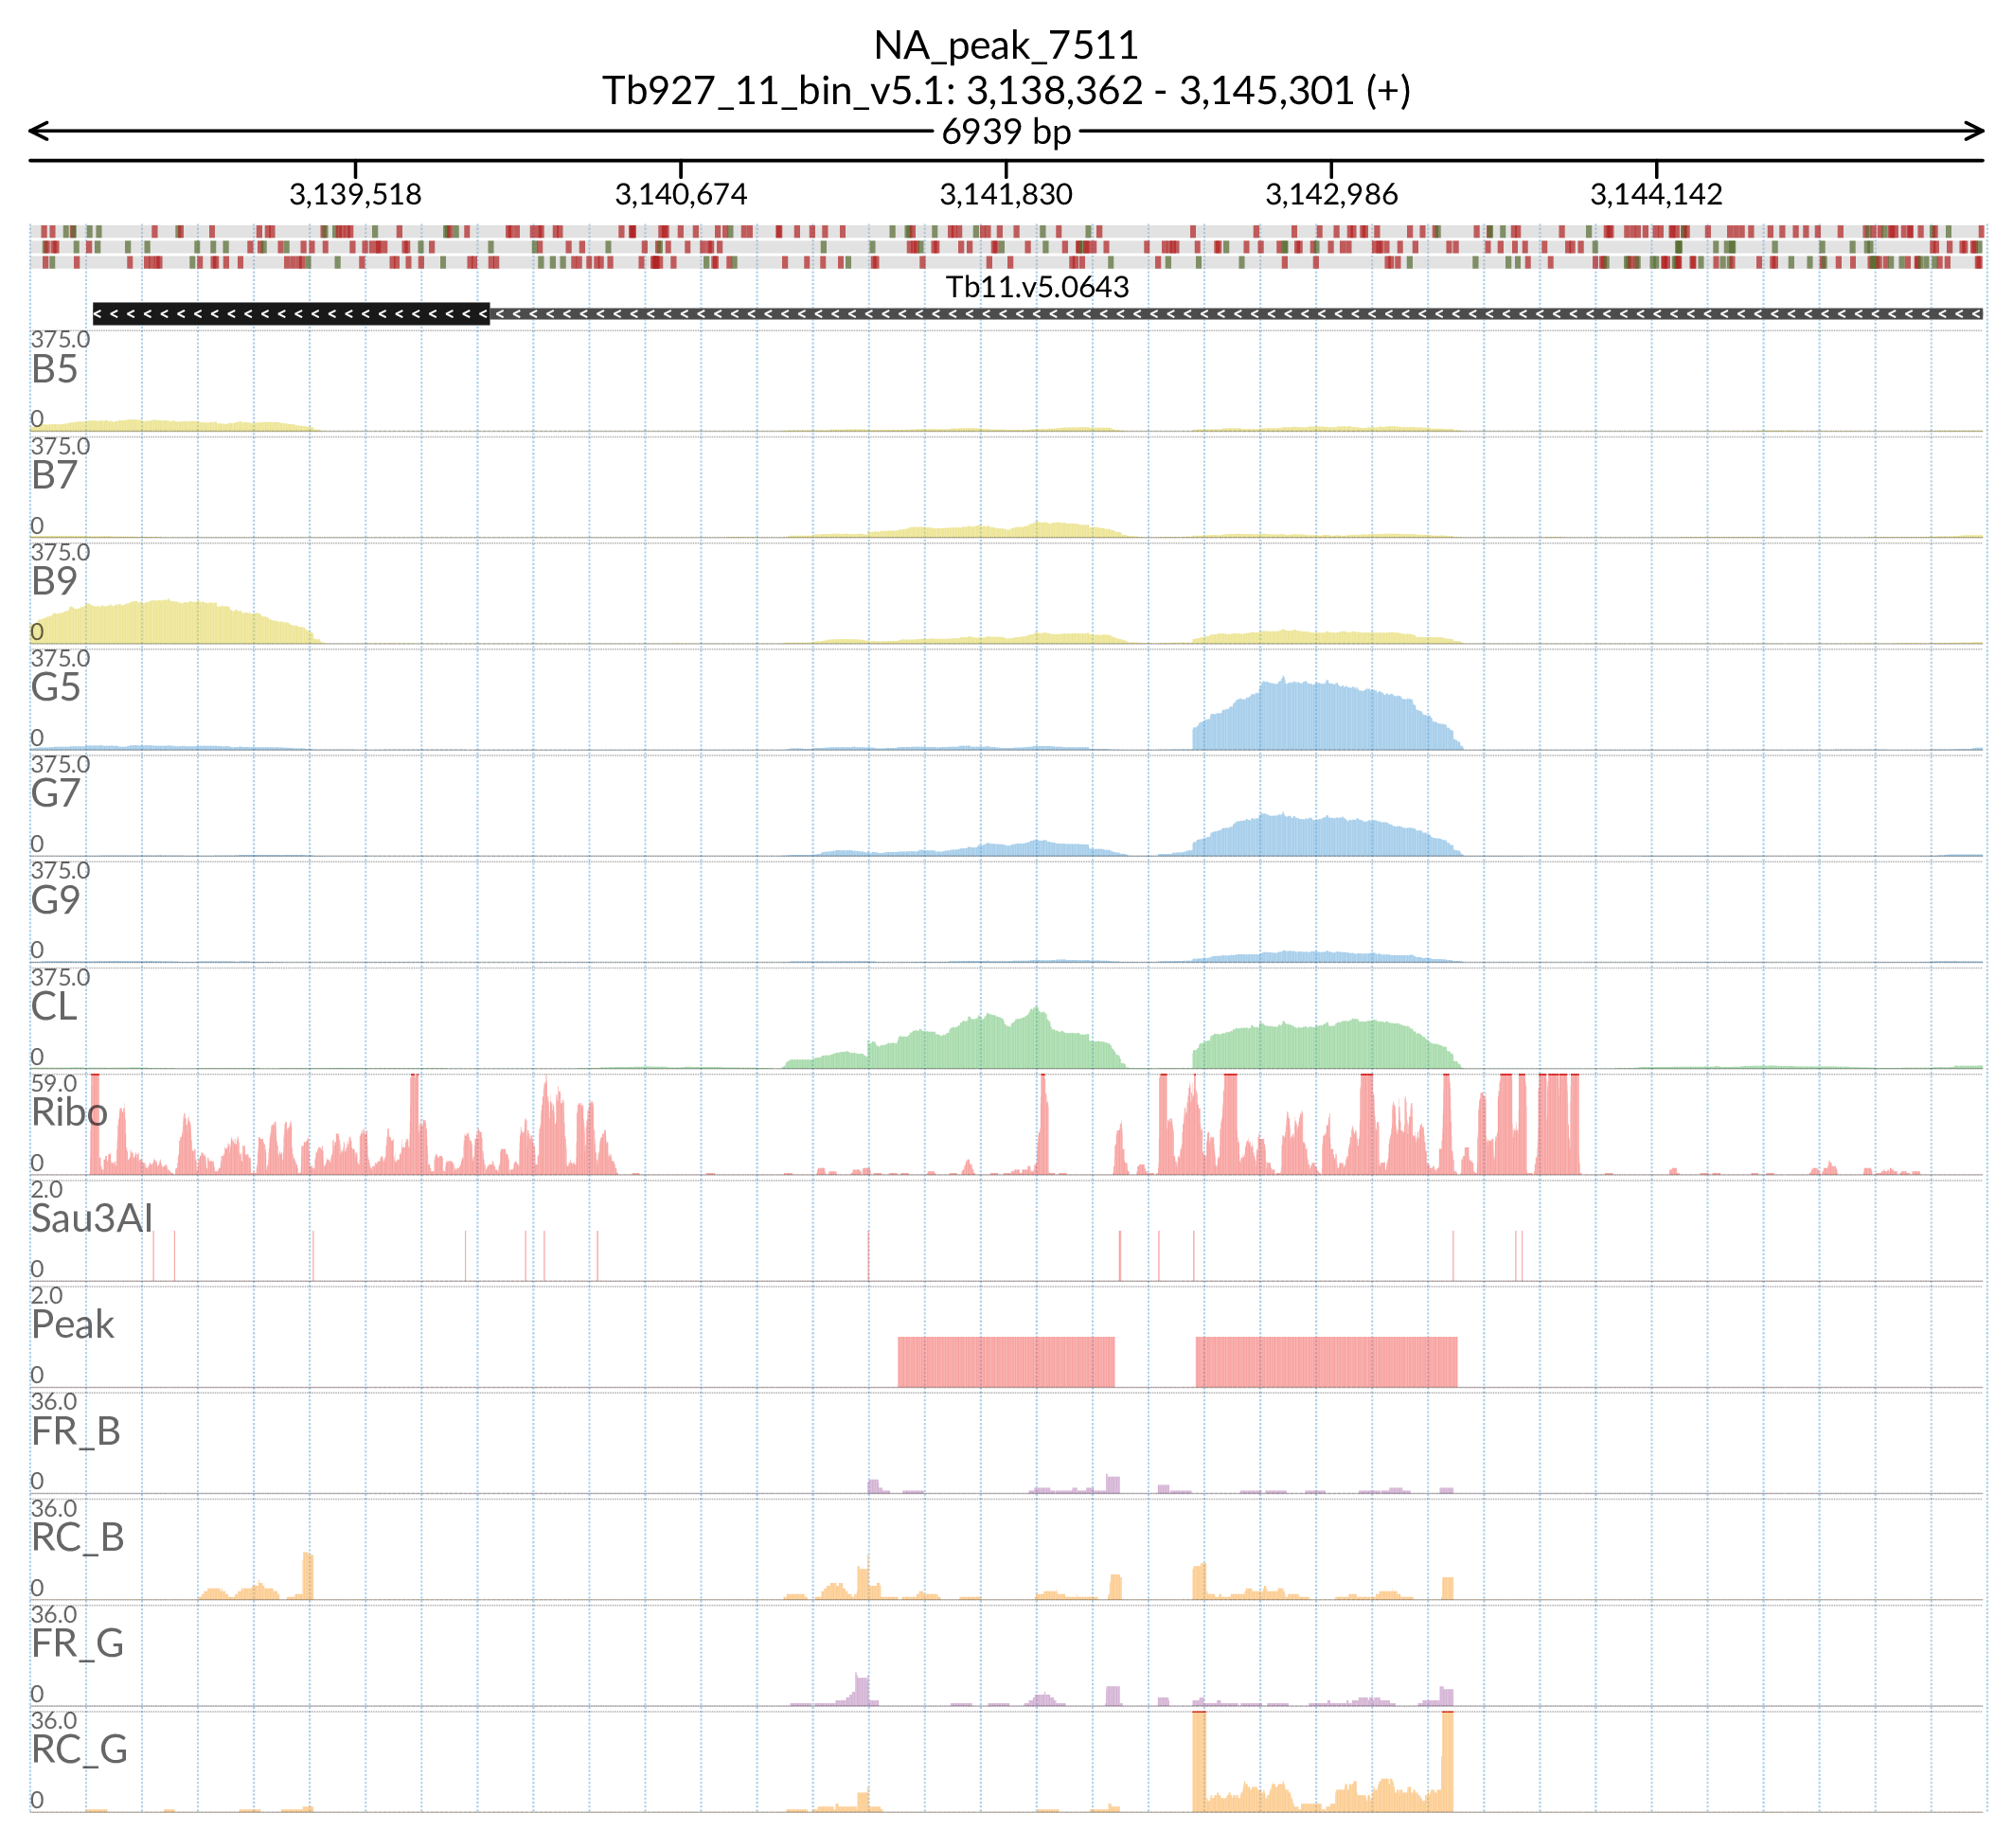 NA_peak_7511
Tb927_11_bin_v5.1: 3,138,362 - 3,145,301 (+)
6939 bp
3,139,518 3,140,674 3,141,830 3,142,986 3,144,142
Tb11.v5.0643
375.0
B5
0
375.0
B7
0
375.0
B9
0
375.0
G5
0
375.0
G7
0
375.0
G9
0
375.0
CL
0
59.0
Ribo
0
2.0
Sau3AI
0
2.0
Peak
0
36.0
FR_B
0
36.0
RC_B
0
36.0
FR_G
0
36.0
RC_G
0